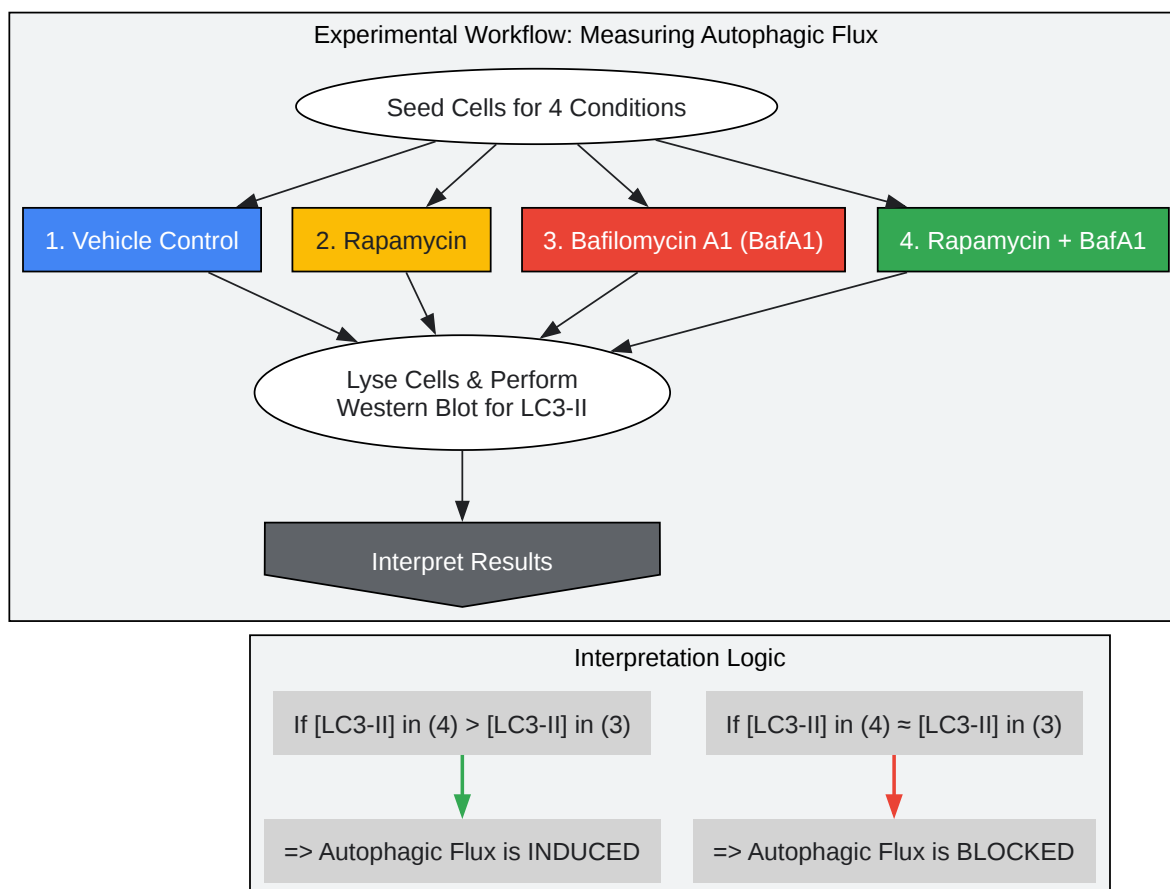 Experimental Workflow: Measuring Autophagic Flux
Seed Cells for 4 Conditions
1. Vehicle Control
2. Rapamycin
3. Bafilomycin A1 (BafA1)
4. Rapamycin + BafA1
Lyse Cells & Perform
Western Blot for LC3-II
Interpret Results
Interpretation Logic
If [LC3-II] in (4) > [LC3-II] in (3)
If [LC3-II] in (4) ≈ [LC3-II] in (3)
=> Autophagic Flux is INDUCED
=> Autophagic Flux is BLOCKED